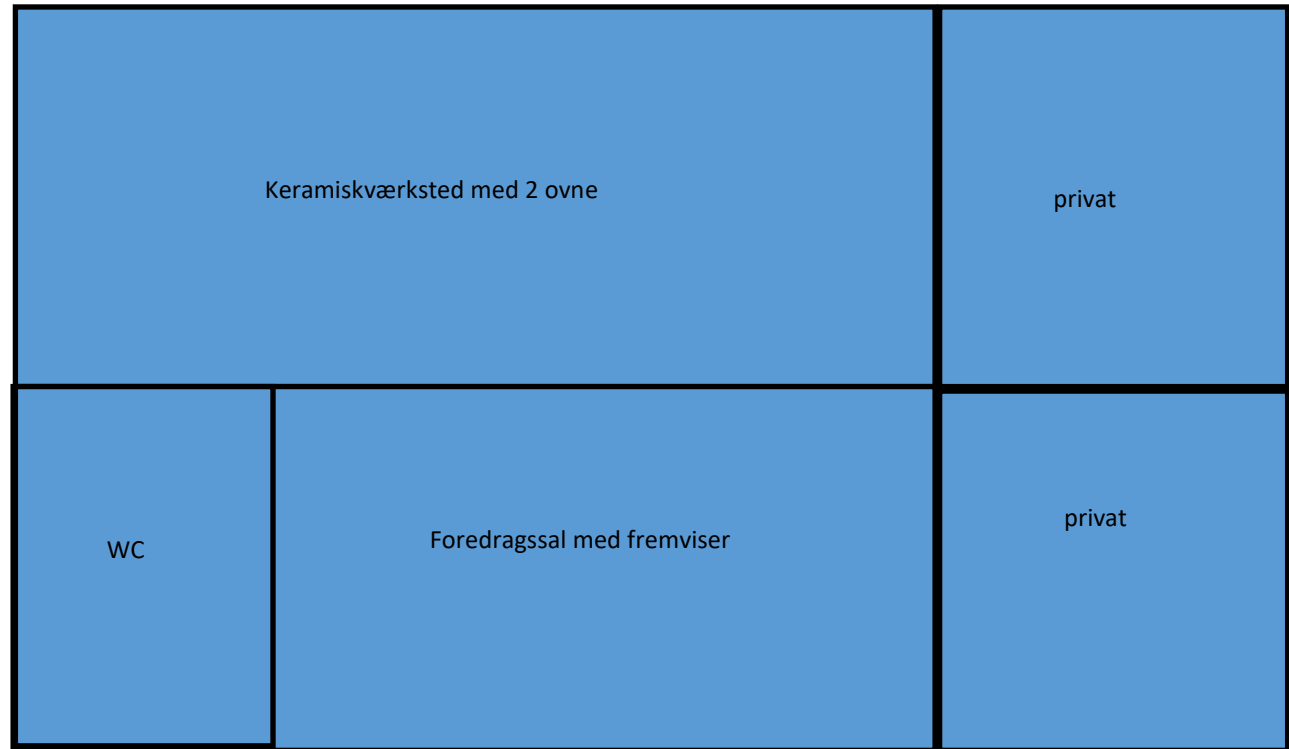 Keramiskværksted med 2 ovne
privat
WC
Foredragssal med fremviser
privat